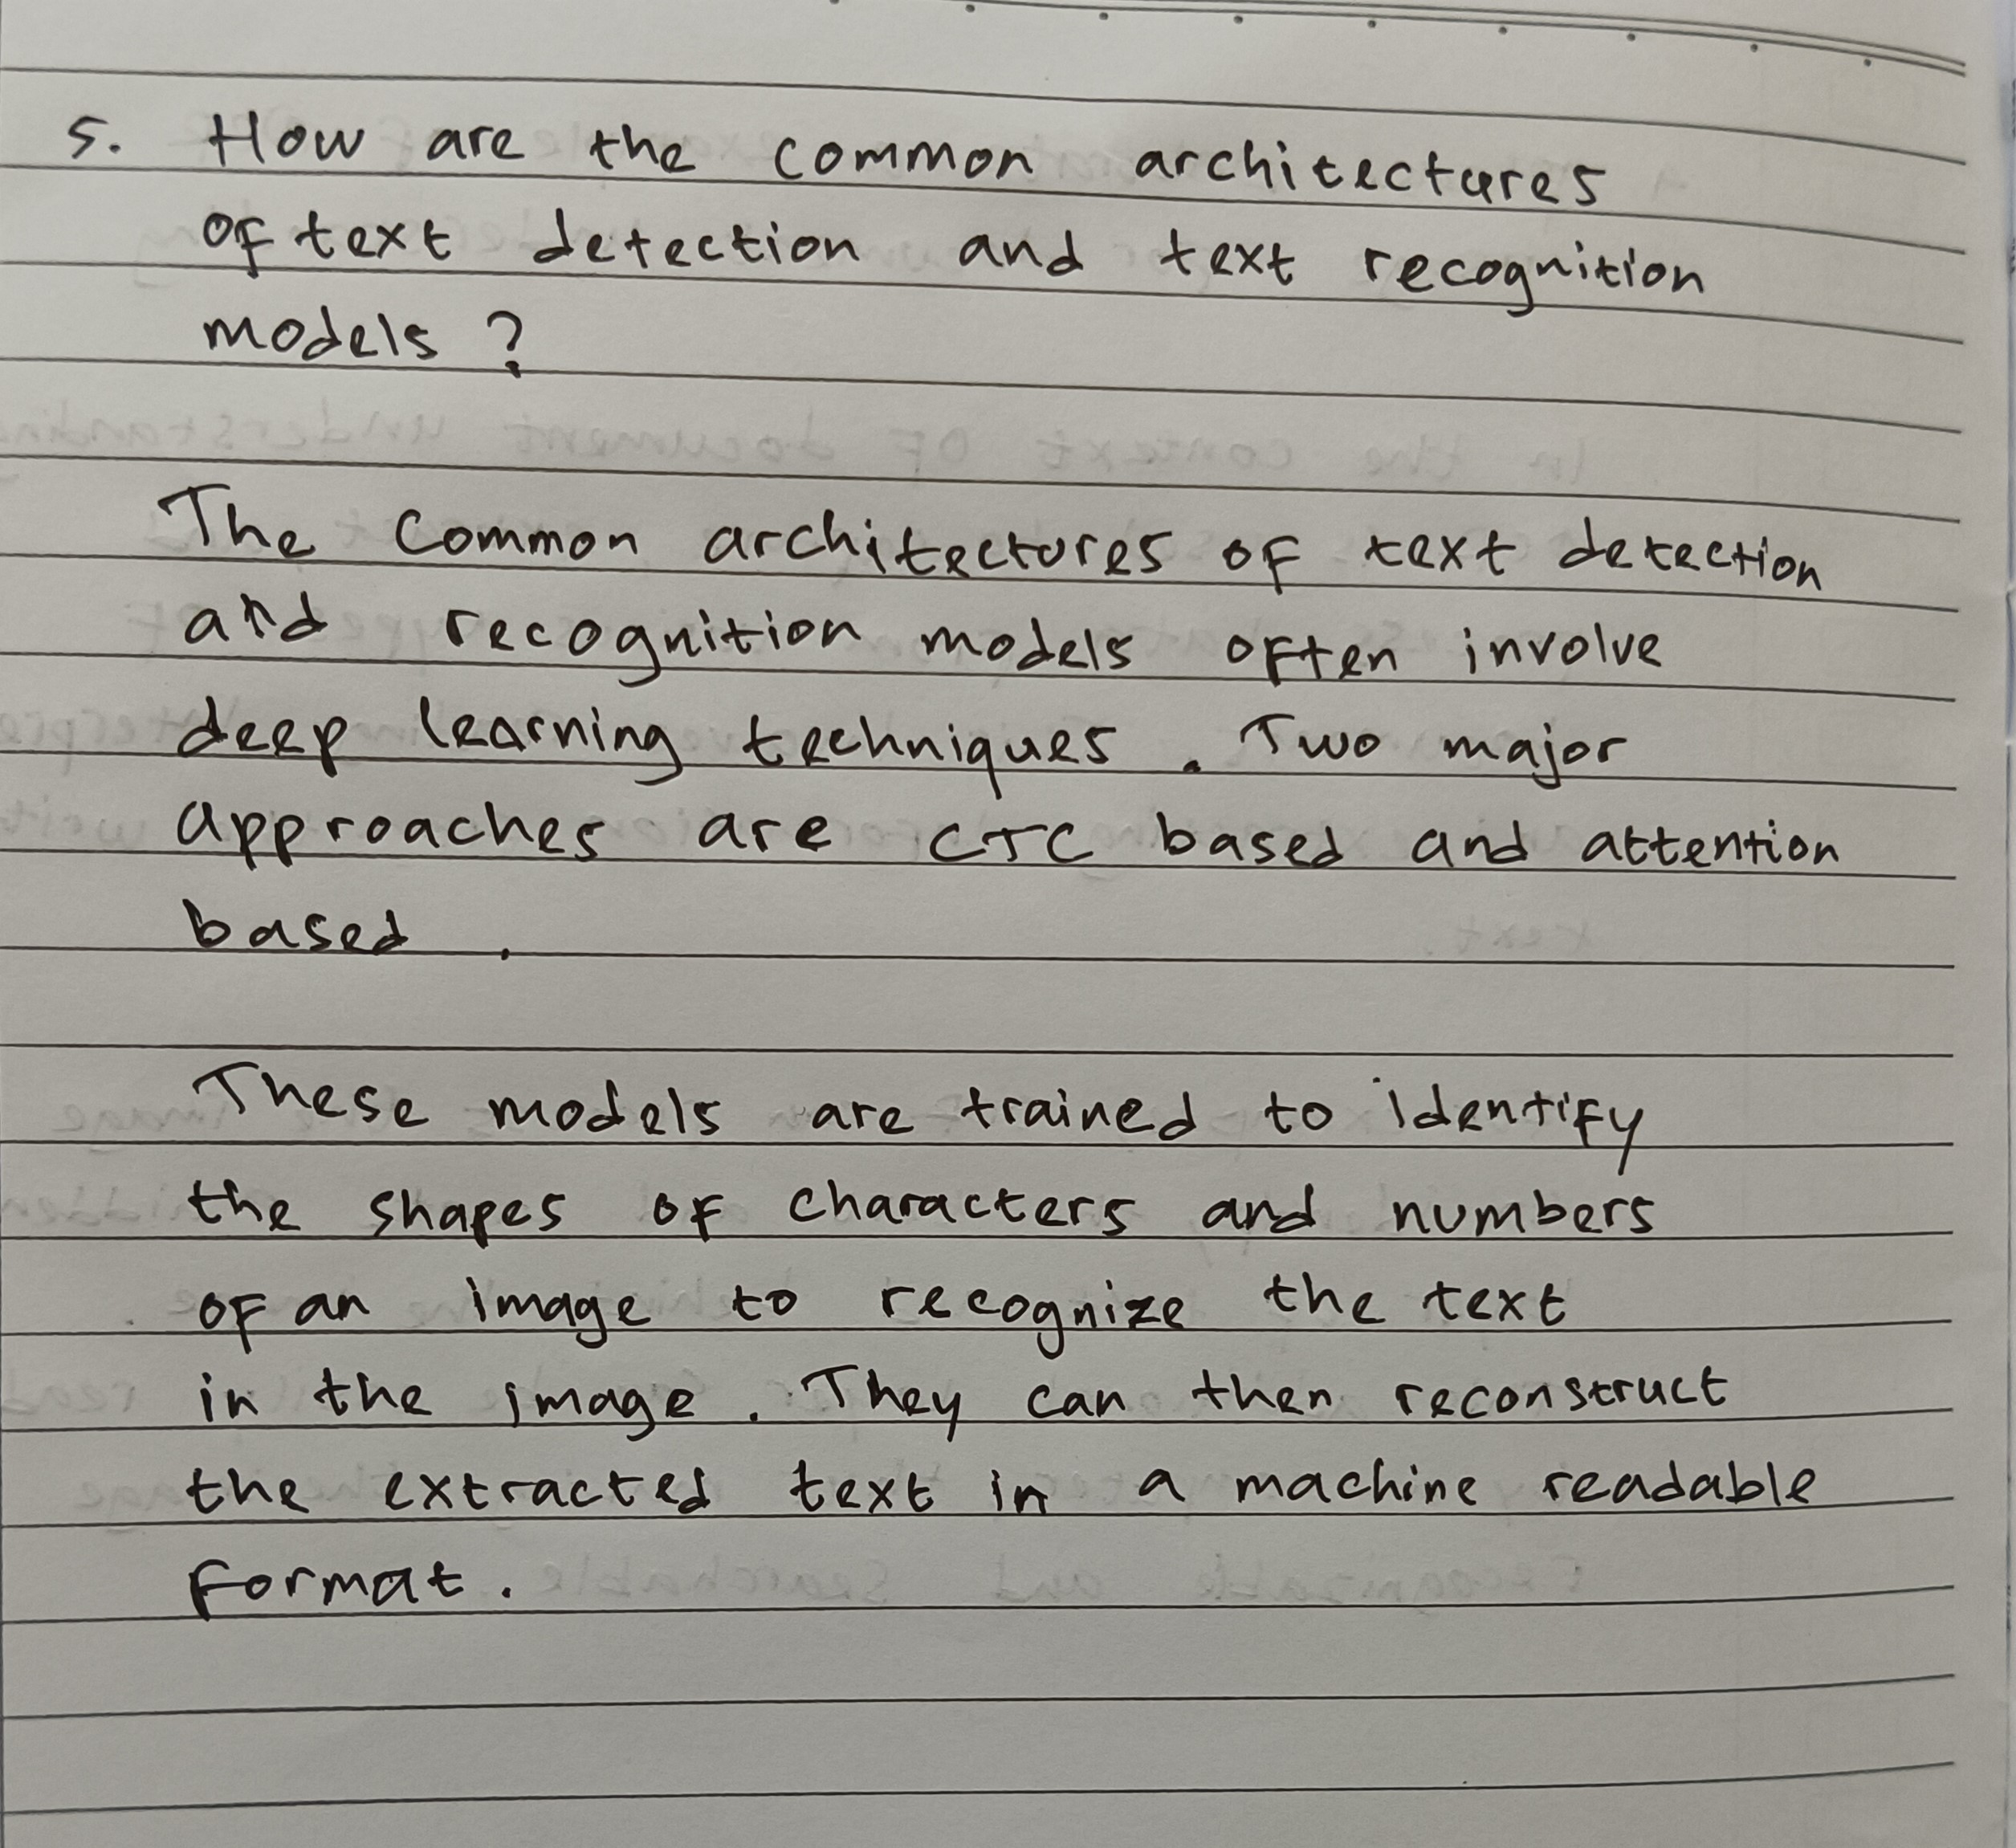 5. How are the common architectures
of text detection and text recognition
models ?
The common architectures of text detection
and recognition models often involve
deep learning techniques . Two major
approaches are CTC based and attention
based .
These models are trained to identify
the shapes of characters and numbers
of an image to recognize the text
in the image . They can then reconstruct
the extracted text in a machine readable
format .